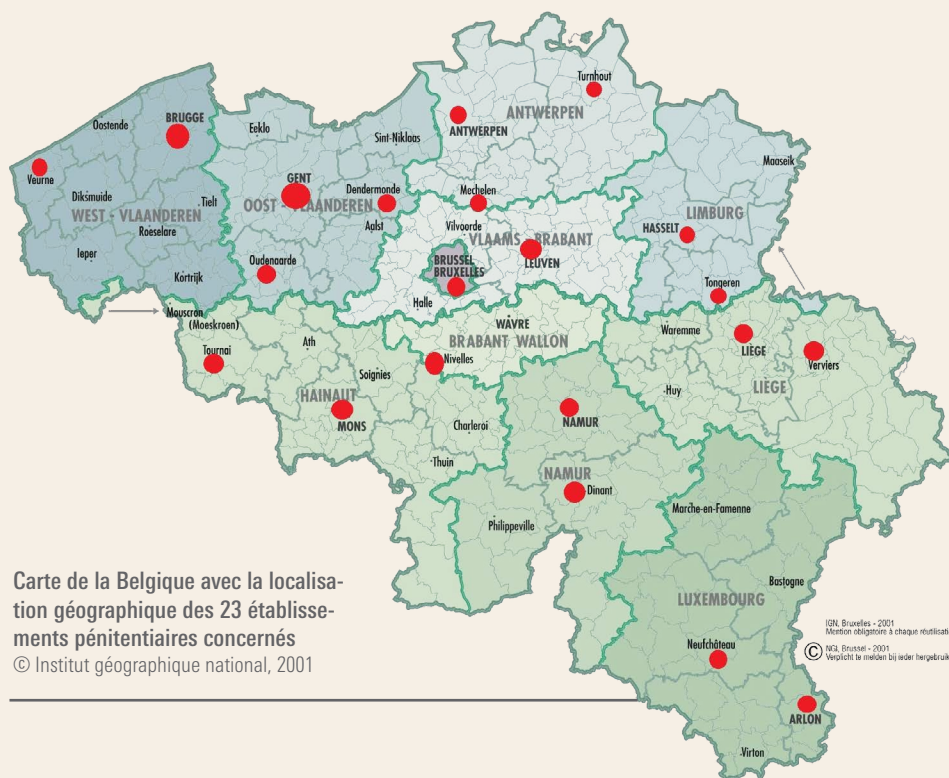 Turnhout
ANTWERPEN
Oostende
BRUGGE
Eeklo
Sint-Niklaas
ANTWERPEN
Maaseik
Veurne
GENT
Dendermonde
Mechelen
Diksmuide
Tielt
OOST - VLAANDEREN
LIMBURG
WEST - VLAANDEREN
Aalst
Vilvoorde
HASSELT
Roeselare
VLAAMS - BRABANT
Ieper
Oudenaarde
BRUSSEL
BRUXELLES
LEUVEN
Kortrijk
Halle
Tongeren
Mouscron
(Moeskroen)
WAVRE
Waremme
Ath
BRABANT WALLON
LIÈGE
Tournai
Nivelles
Verviers
Soignies
Huy
LIÈGE
HAINAUT
MONS
Charleroi
NAMUR
Thuin
NAMUR
Dinant
Marche-en-Famenne
Philippeville
Bastogne
LUXEMBOURG
Neufchâteau
ARLON
Virton
Carte de la Belgique avec la localisa-
tion géographique des 23 établisse-
ments pénitentiaires concernés
© Institut géographique national, 2001
IGN, Bruxelles - 2001
Mention obligatoire à chaque réutilisati
© NGI, Brussel - 2001
Verplicht te melden bij ieder hergebruik